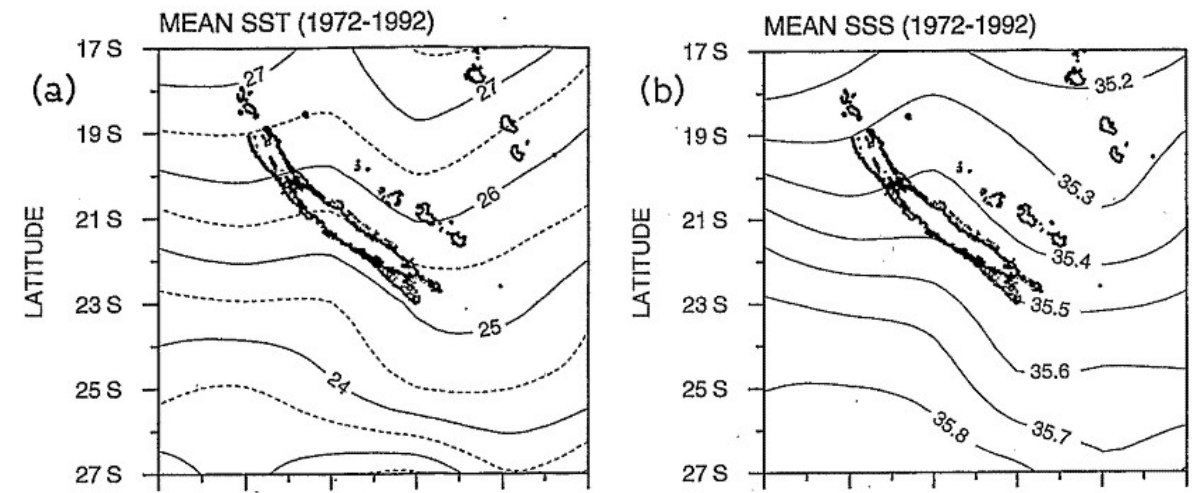 MEAN SST (1972-1992)
(a)
LATITUDE
17 S
19 S
21 S
23 S
25 S
27 S
27
27
26
25
24
MEAN SSS (1972-1992)
(b)
LATITUDE
17 S
19 S
21 S
23 S
25 S
27 S
35.2
35.3
35.4
35.5
35.6
35.7
35.8